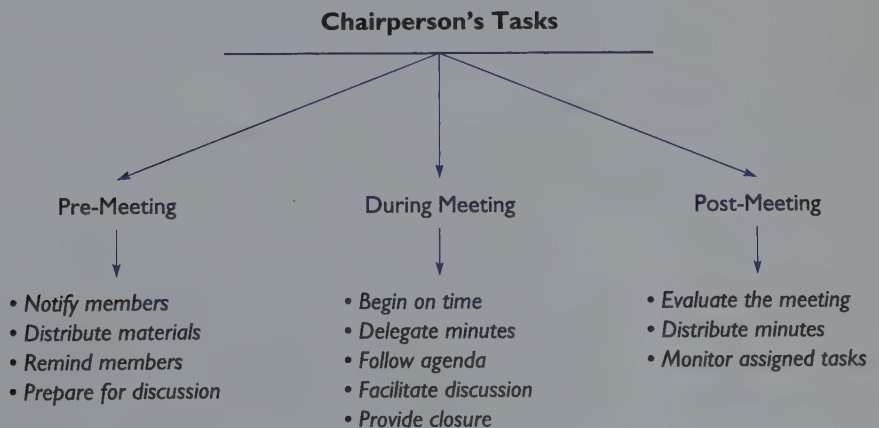 Chairperson's Tasks
Pre-Meeting
• Notify members
• Distribute materials
• Remind members
• Prepare for discussion
During Meeting
• Begin on time
• Delegate minutes
• Follow agenda
• Facilitate discussion
• Provide closure
Post-Meeting
• Evaluate the meeting
• Distribute minutes
• Monitor assigned tasks